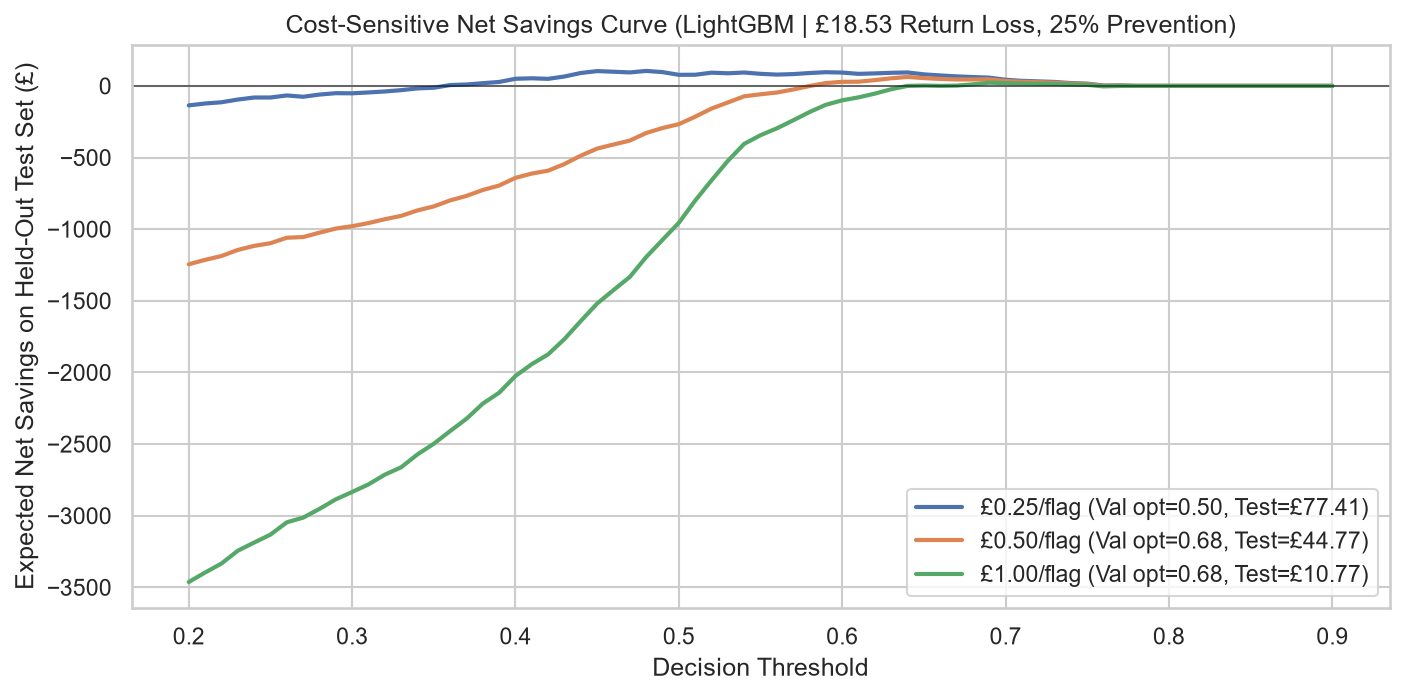 Cost-Sensitive Net Savings Curve (LightGBM | £18.53 Return Loss, 25% Prevention)
Expected Net Savings on Held-Out Test Set (£)
0
−500
−1000
−1500
−2000
−2500
−3000
−3500
£0.25/flag (Val opt=0.50, Test=£77.41)
£0.50/flag (Val opt=0.68, Test=£44.77)
£1.00/flag (Val opt=0.68, Test=£10.77)
0.2 0.3 0.4 0.5 0.6 0.7 0.8 0.9
Decision Threshold